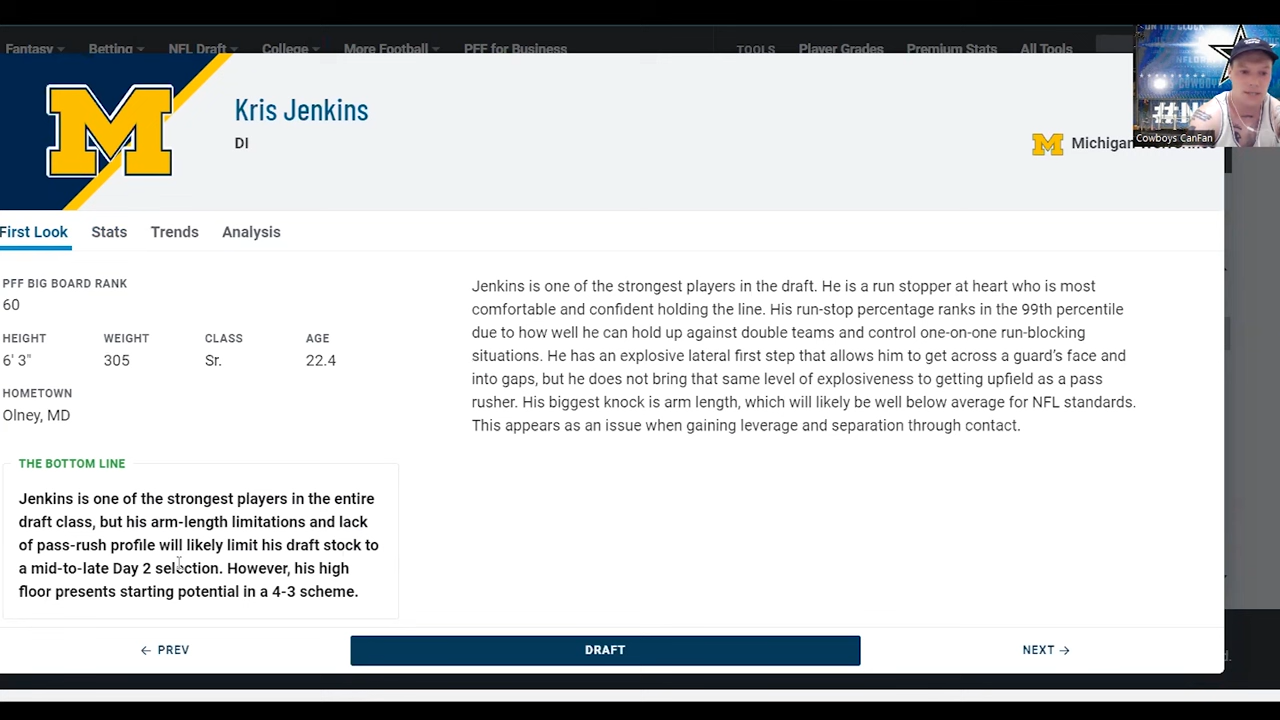 Fantasy Betting NFL Draft College More Football PFF for Business TOOLS Player Grades Premium Stats All Tools
ON THE CLOCK
Kris Jenkins
DI
M
Michigan
Cowboys CanFan
First Look Stats Trends Analysis
PFF BIG BOARD RANK
60
HEIGHT WEIGHT CLASS AGE
6' 3" 305 Sr. 22.4
HOMETOWN
Olney, MD
Jenkins is one of the strongest players in the draft. He is a run stopper at heart who is most
comfortable and confident holding the line. His run-stop percentage ranks in the 99th percentile
due to how well he can hold up against double teams and control one-on-one run-blocking
situations. He has an explosive lateral first step that allows him to get across a guard's face and
into gaps, but he does not bring that same level of explosiveness to getting upfield as a pass
rusher. His biggest knock is arm length, which will likely be well below average for NFL standards.
This appears as an issue when gaining leverage and separation through contact.
THE BOTTOM LINE
Jenkins is one of the strongest players in the entire
draft class, but his arm-length limitations and lack
of pass-rush profile will likely limit his draft stock to
a mid-to-late Day 2 selection. However, his high
floor presents starting potential in a 4-3 scheme.
← PREV DRAFT NEXT →